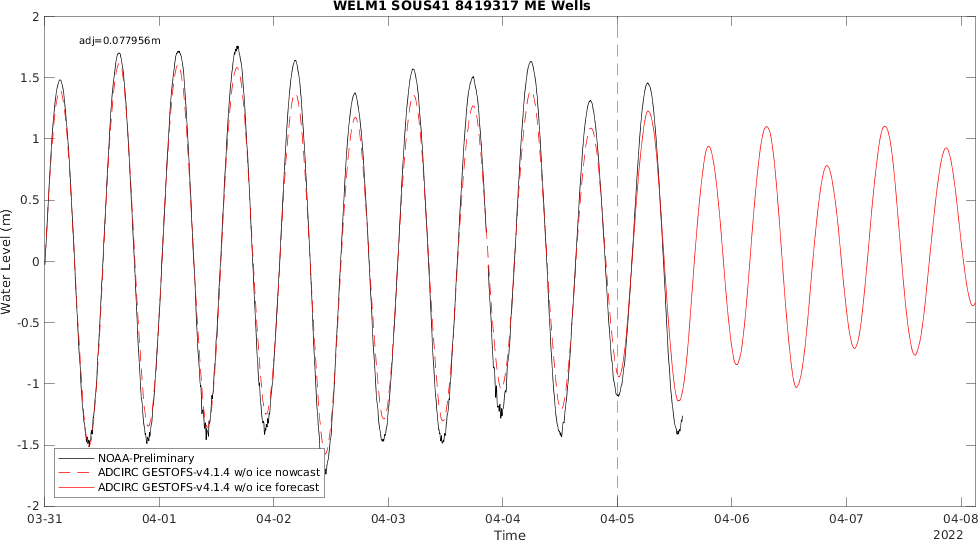 WELM1 SOUS41 8419317 ME Wells
adj=0.077956m
2
1.5
1
0.5
0
-0.5
-1
-1.5
-2
Water Level (m)
NOAA-Preliminary
ADCIRC GESTOFS-v4.1.4 w/o ice nowcast
ADCIRC GESTOFS-v4.1.4 w/o ice forecast
03-31 04-01 04-02 04-03 04-04 04-05 04-06 04-07 04-08
Time
2022